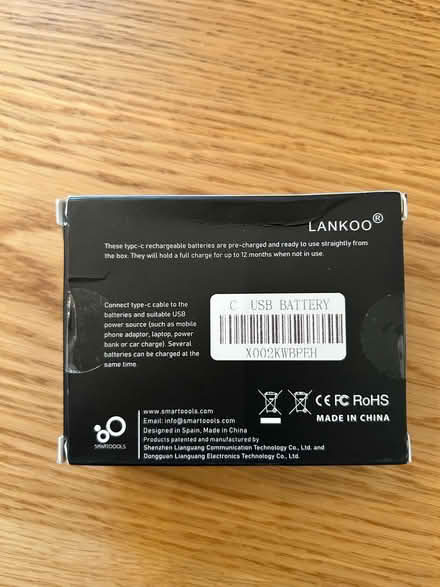 LANKOO®
These typc-c rechargeable batteries are pre-charged and ready to use straightly from
the box. They will hold a full charge for up to 12 months when not in use.
Connect type-c cable to the
batteries and suitable USB
power source (such as mobile
phone adaptor, laptop, power
bank or car charge). Several
batteries can be charged at the
same time.
C USB BATTERY
X002KWBPEH
CE FC RoHS
MADE IN CHINA
SMARTOOOLS
www.smartoools.com
Email: info@smartoools.com
Designed in Spain, Made in China
Products patented and manufactured by
Shenzhen Lianguang Communication Technology Co., Ltd. and
Dongguan Lianguang Electronics Technology Co., Ltd.